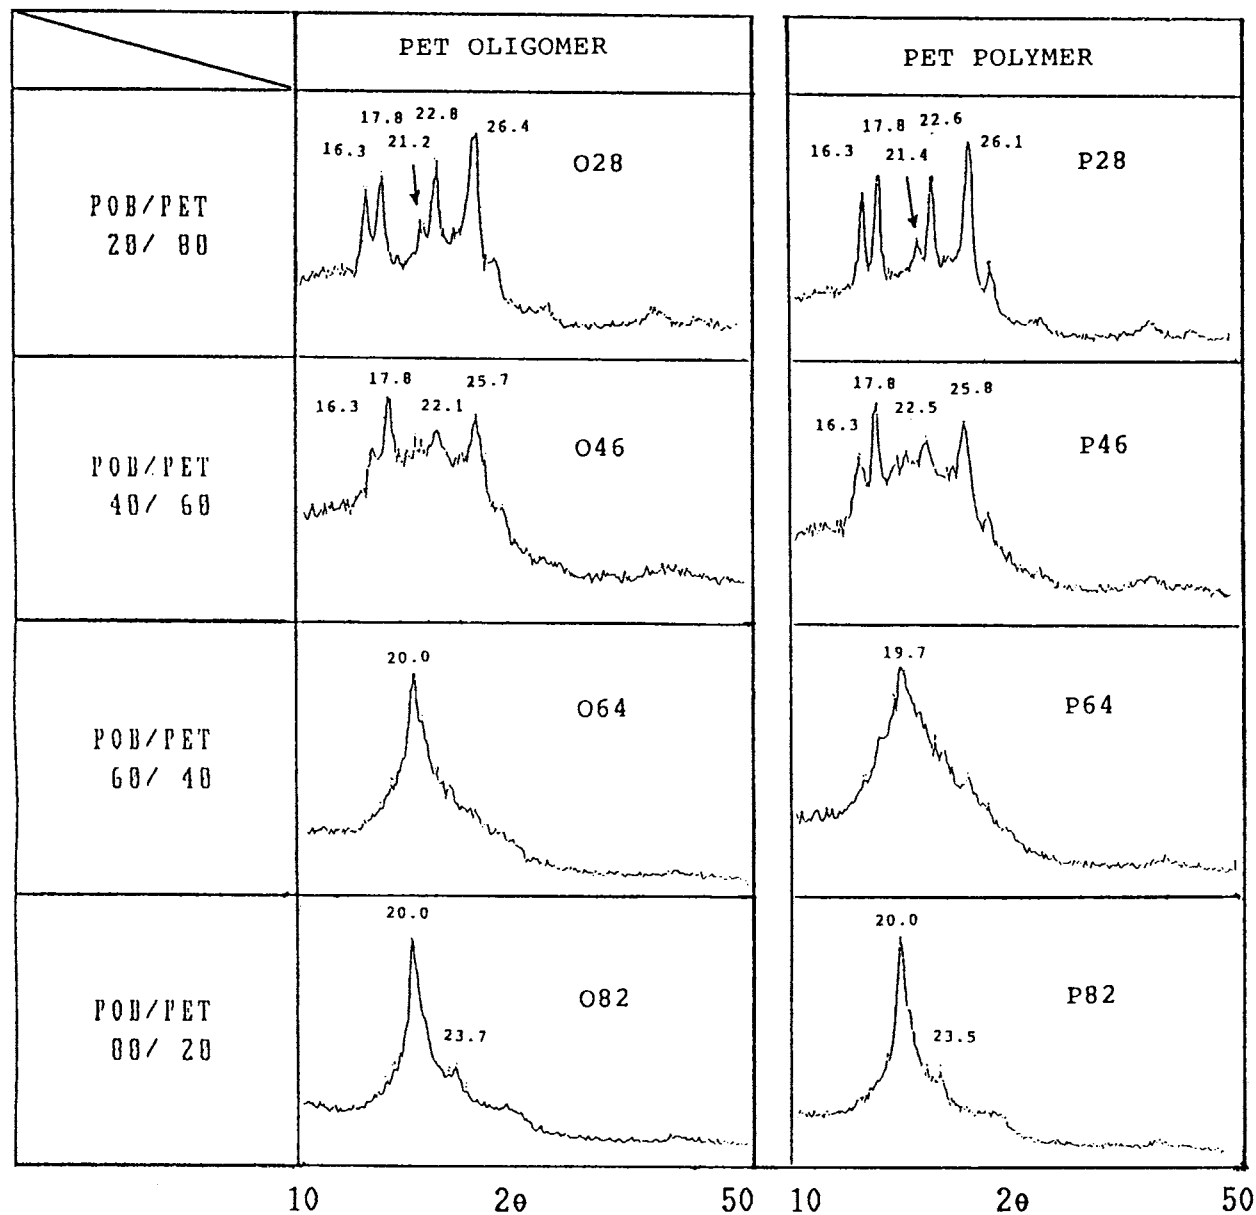 PET OLIGOMER
PET POLYMER
POB/PET
20/ 80
17.8 22.8
16.3 21.2 26.4
O28
17.8 22.6
16.3 21.4 26.1
P28
POB/PET
40/ 60
17.8 25.7
16.3 22.1
O46
17.8 25.8
16.3 22.5
P46
POB/PET
60/ 40
20.0
O64
19.7
P64
POB/PET
80/ 20
20.0
O82
23.7
20.0
P82
23.5
10 2θ 50
10 2θ 50